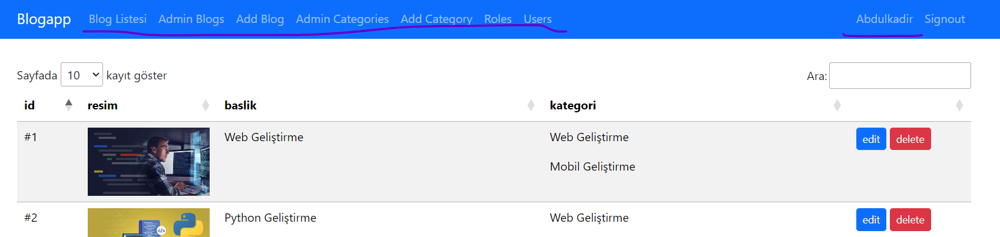 Blogapp Blog Listesi Admin Blogs Add Blog Admin Categories Add Category Roles Users Abdulkadir Signout
Sayfada 10 kayıt göster Ara:
id resim baslik kategori
#1 Web Geliştirme Web Geliştirme edit delete
Mobil Geliştirme
#2 Python Geliştirme Web Geliştirme edit delete